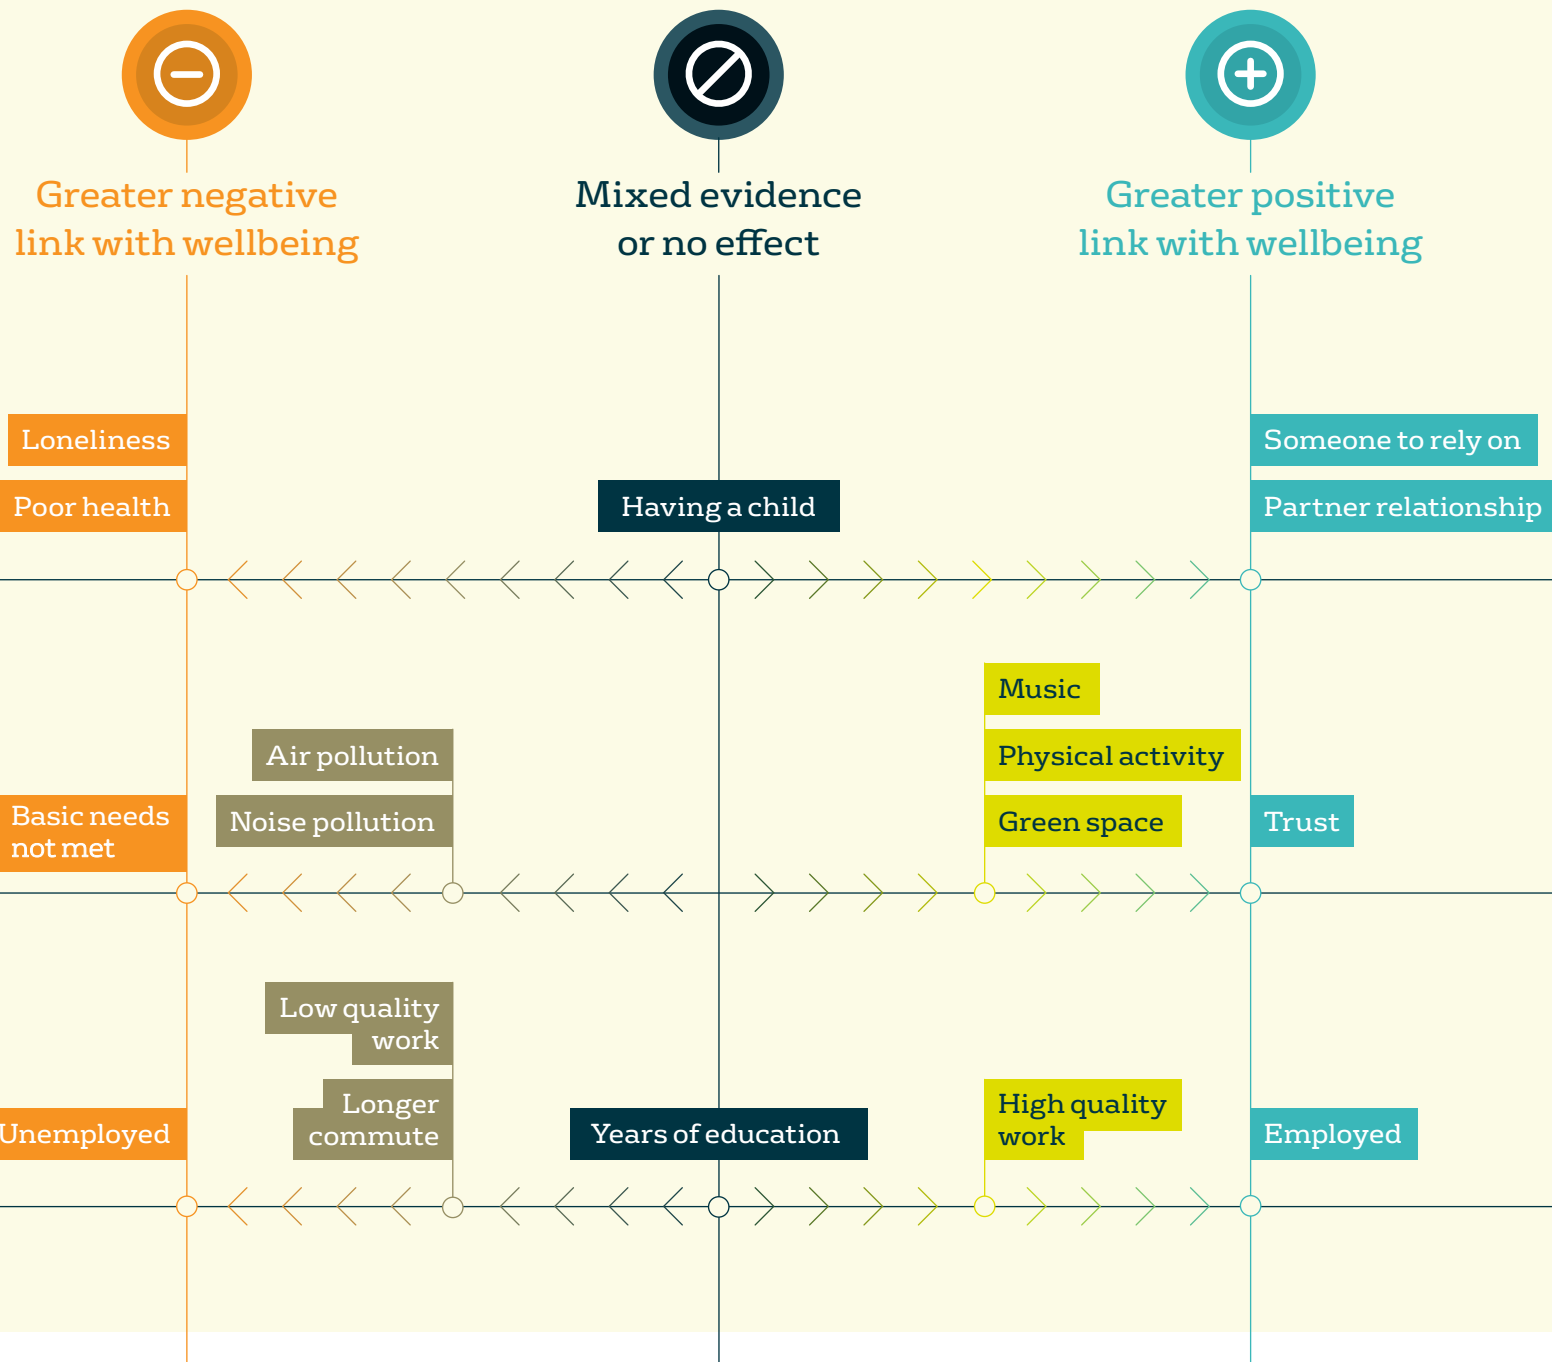 Greater negative
link with wellbeing
Mixed evidence
or no effect
Greater positive
link with wellbeing
Loneliness
Someone to rely on
Poor health
Having a child
Partner relationship
Music
Air pollution
Physical activity
Basic needs
not met
Noise pollution
Green space
Trust
Low quality
work
Unemployed
Longer
commute
Years of education
High quality
work
Employed